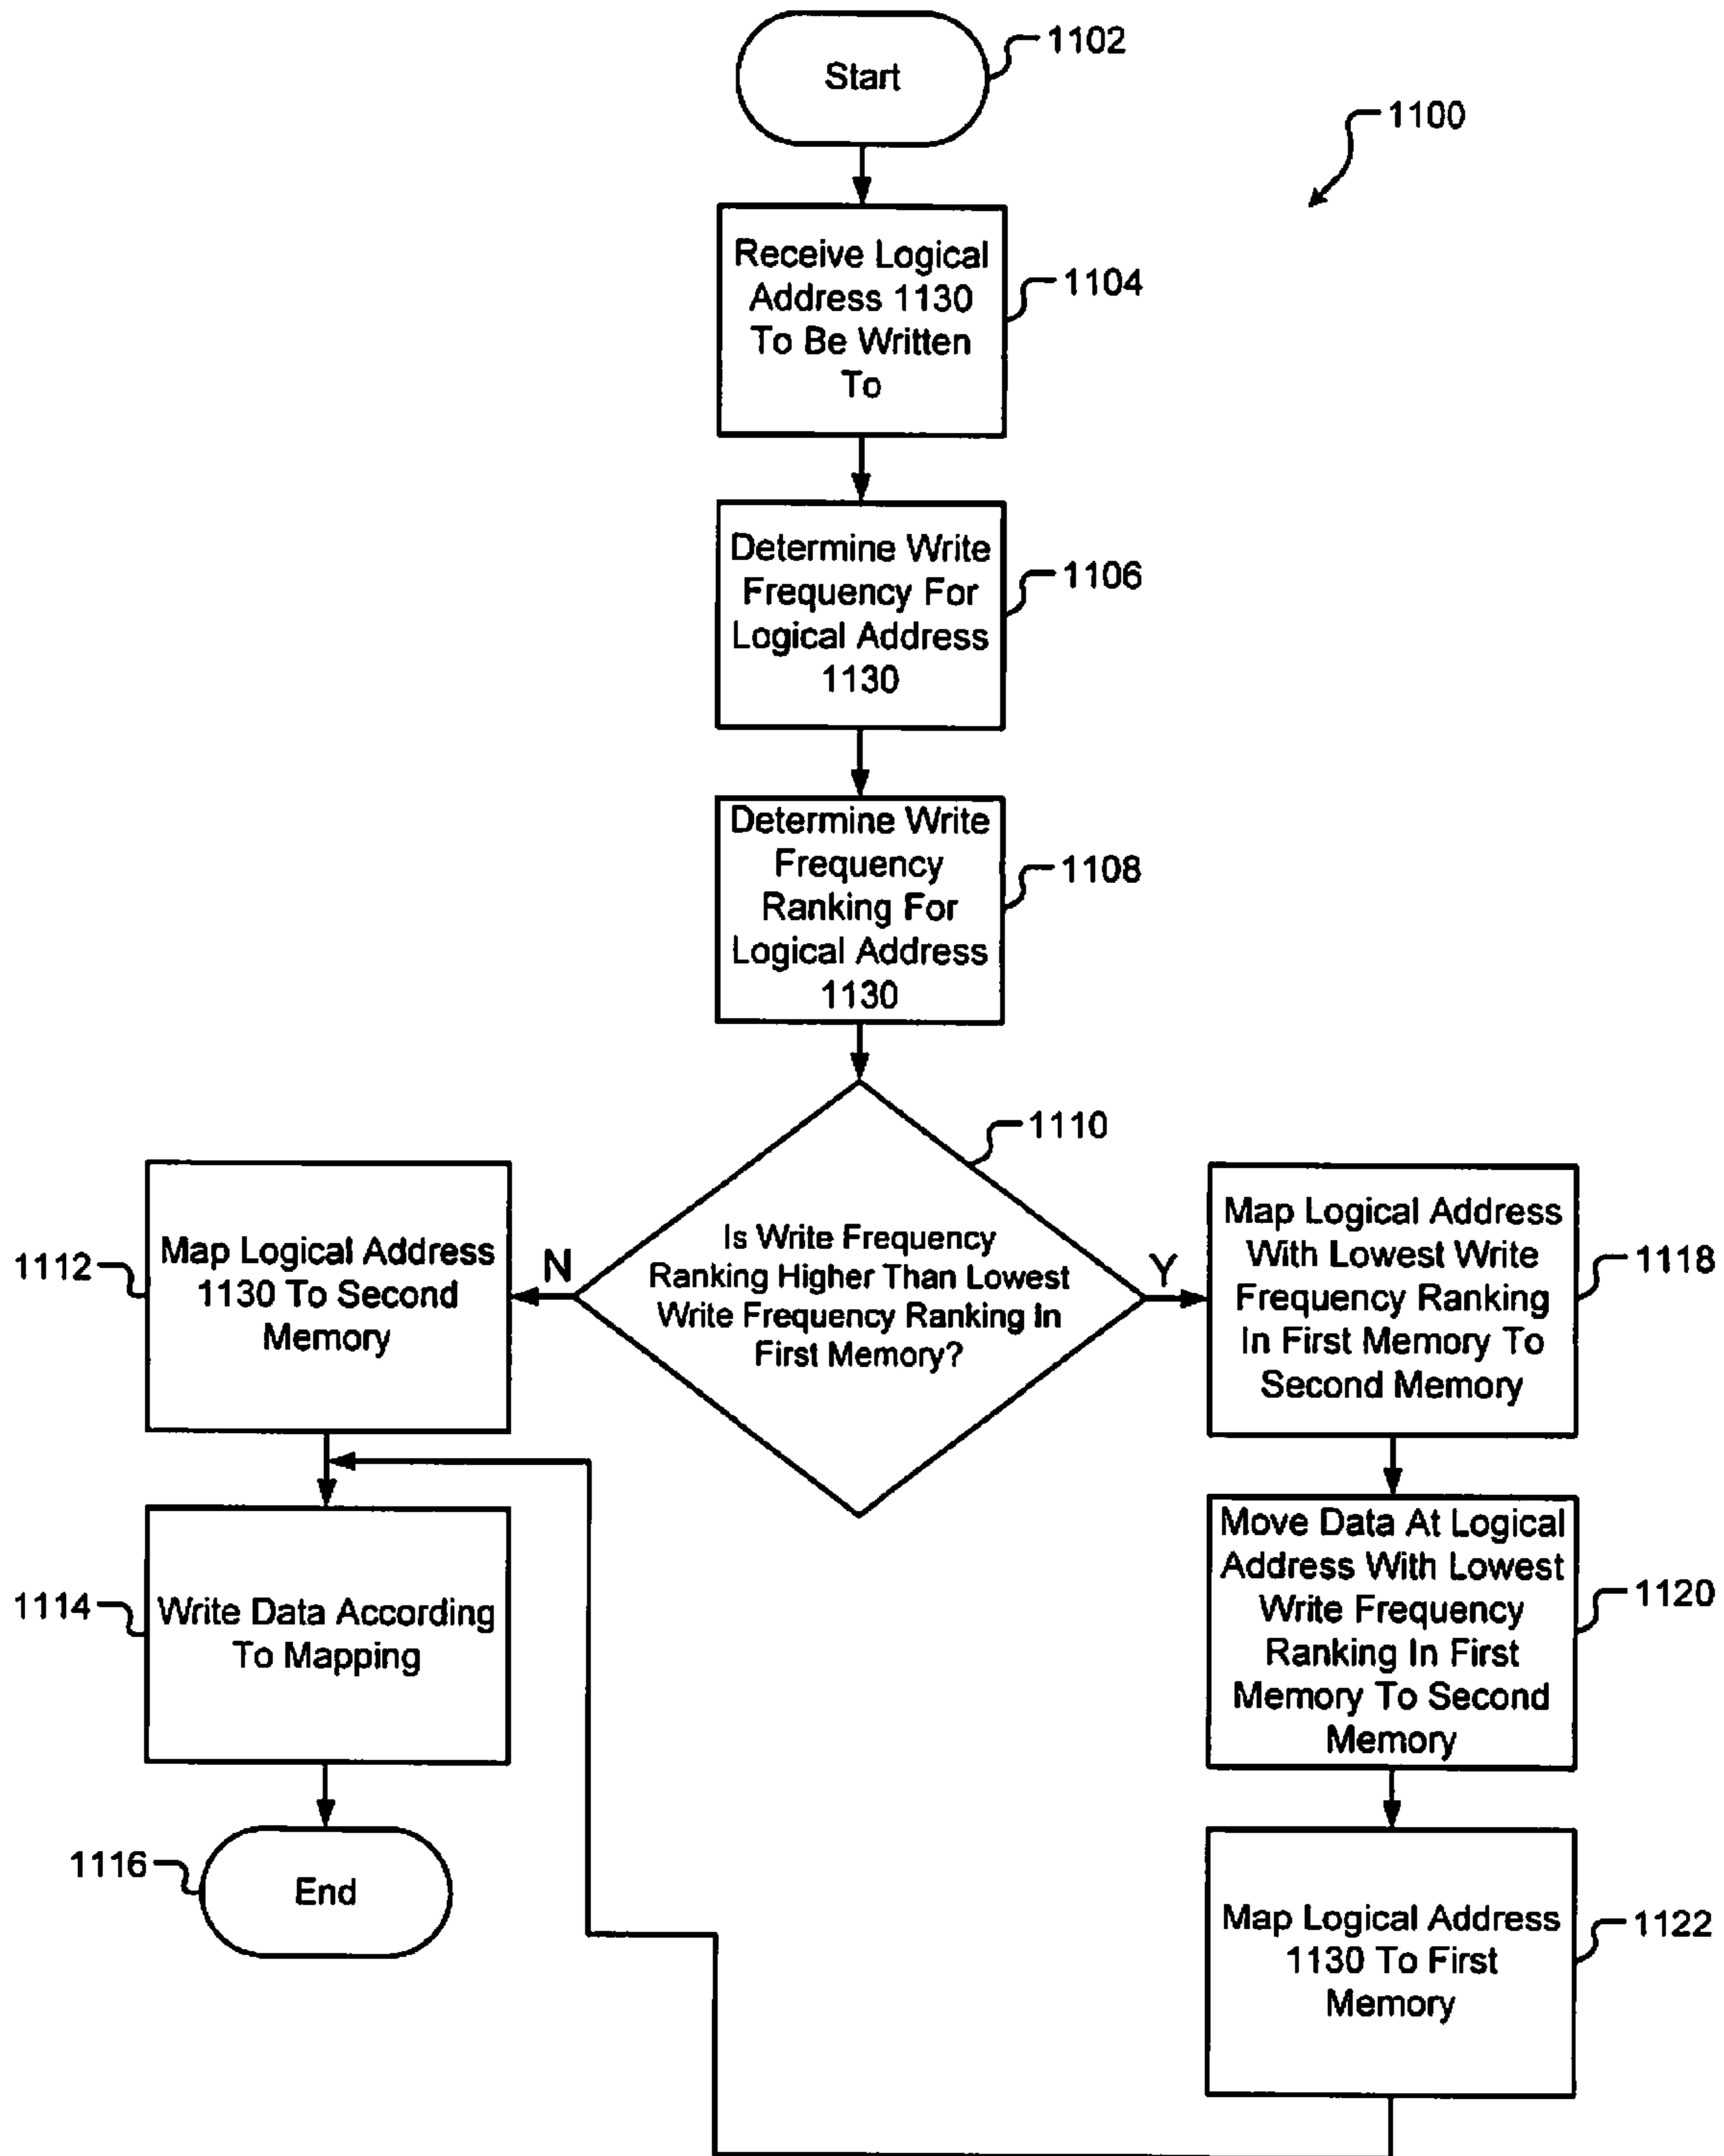 Start
1102
1100
Receive Logical
Address 1130
To Be Written
To
1104
Determine Write
Frequency For
Logical Address
1130
1106
Determine Write
Frequency
Ranking For
Logical Address
1130
1108
1110
Is Write Frequency
Ranking Higher Than Lowest
Write Frequency Ranking In
First Memory?
N
Y
1112
Map Logical Address
1130 To Second
Memory
1114
Write Data According
To Mapping
1116
End
Map Logical Address
With Lowest Write
Frequency Ranking
In First Memory To
Second Memory
1118
Move Data At Logical
Address With Lowest
Write Frequency
Ranking In First
Memory To Second
Memory
1120
Map Logical Address
1130 To First
Memory
1122